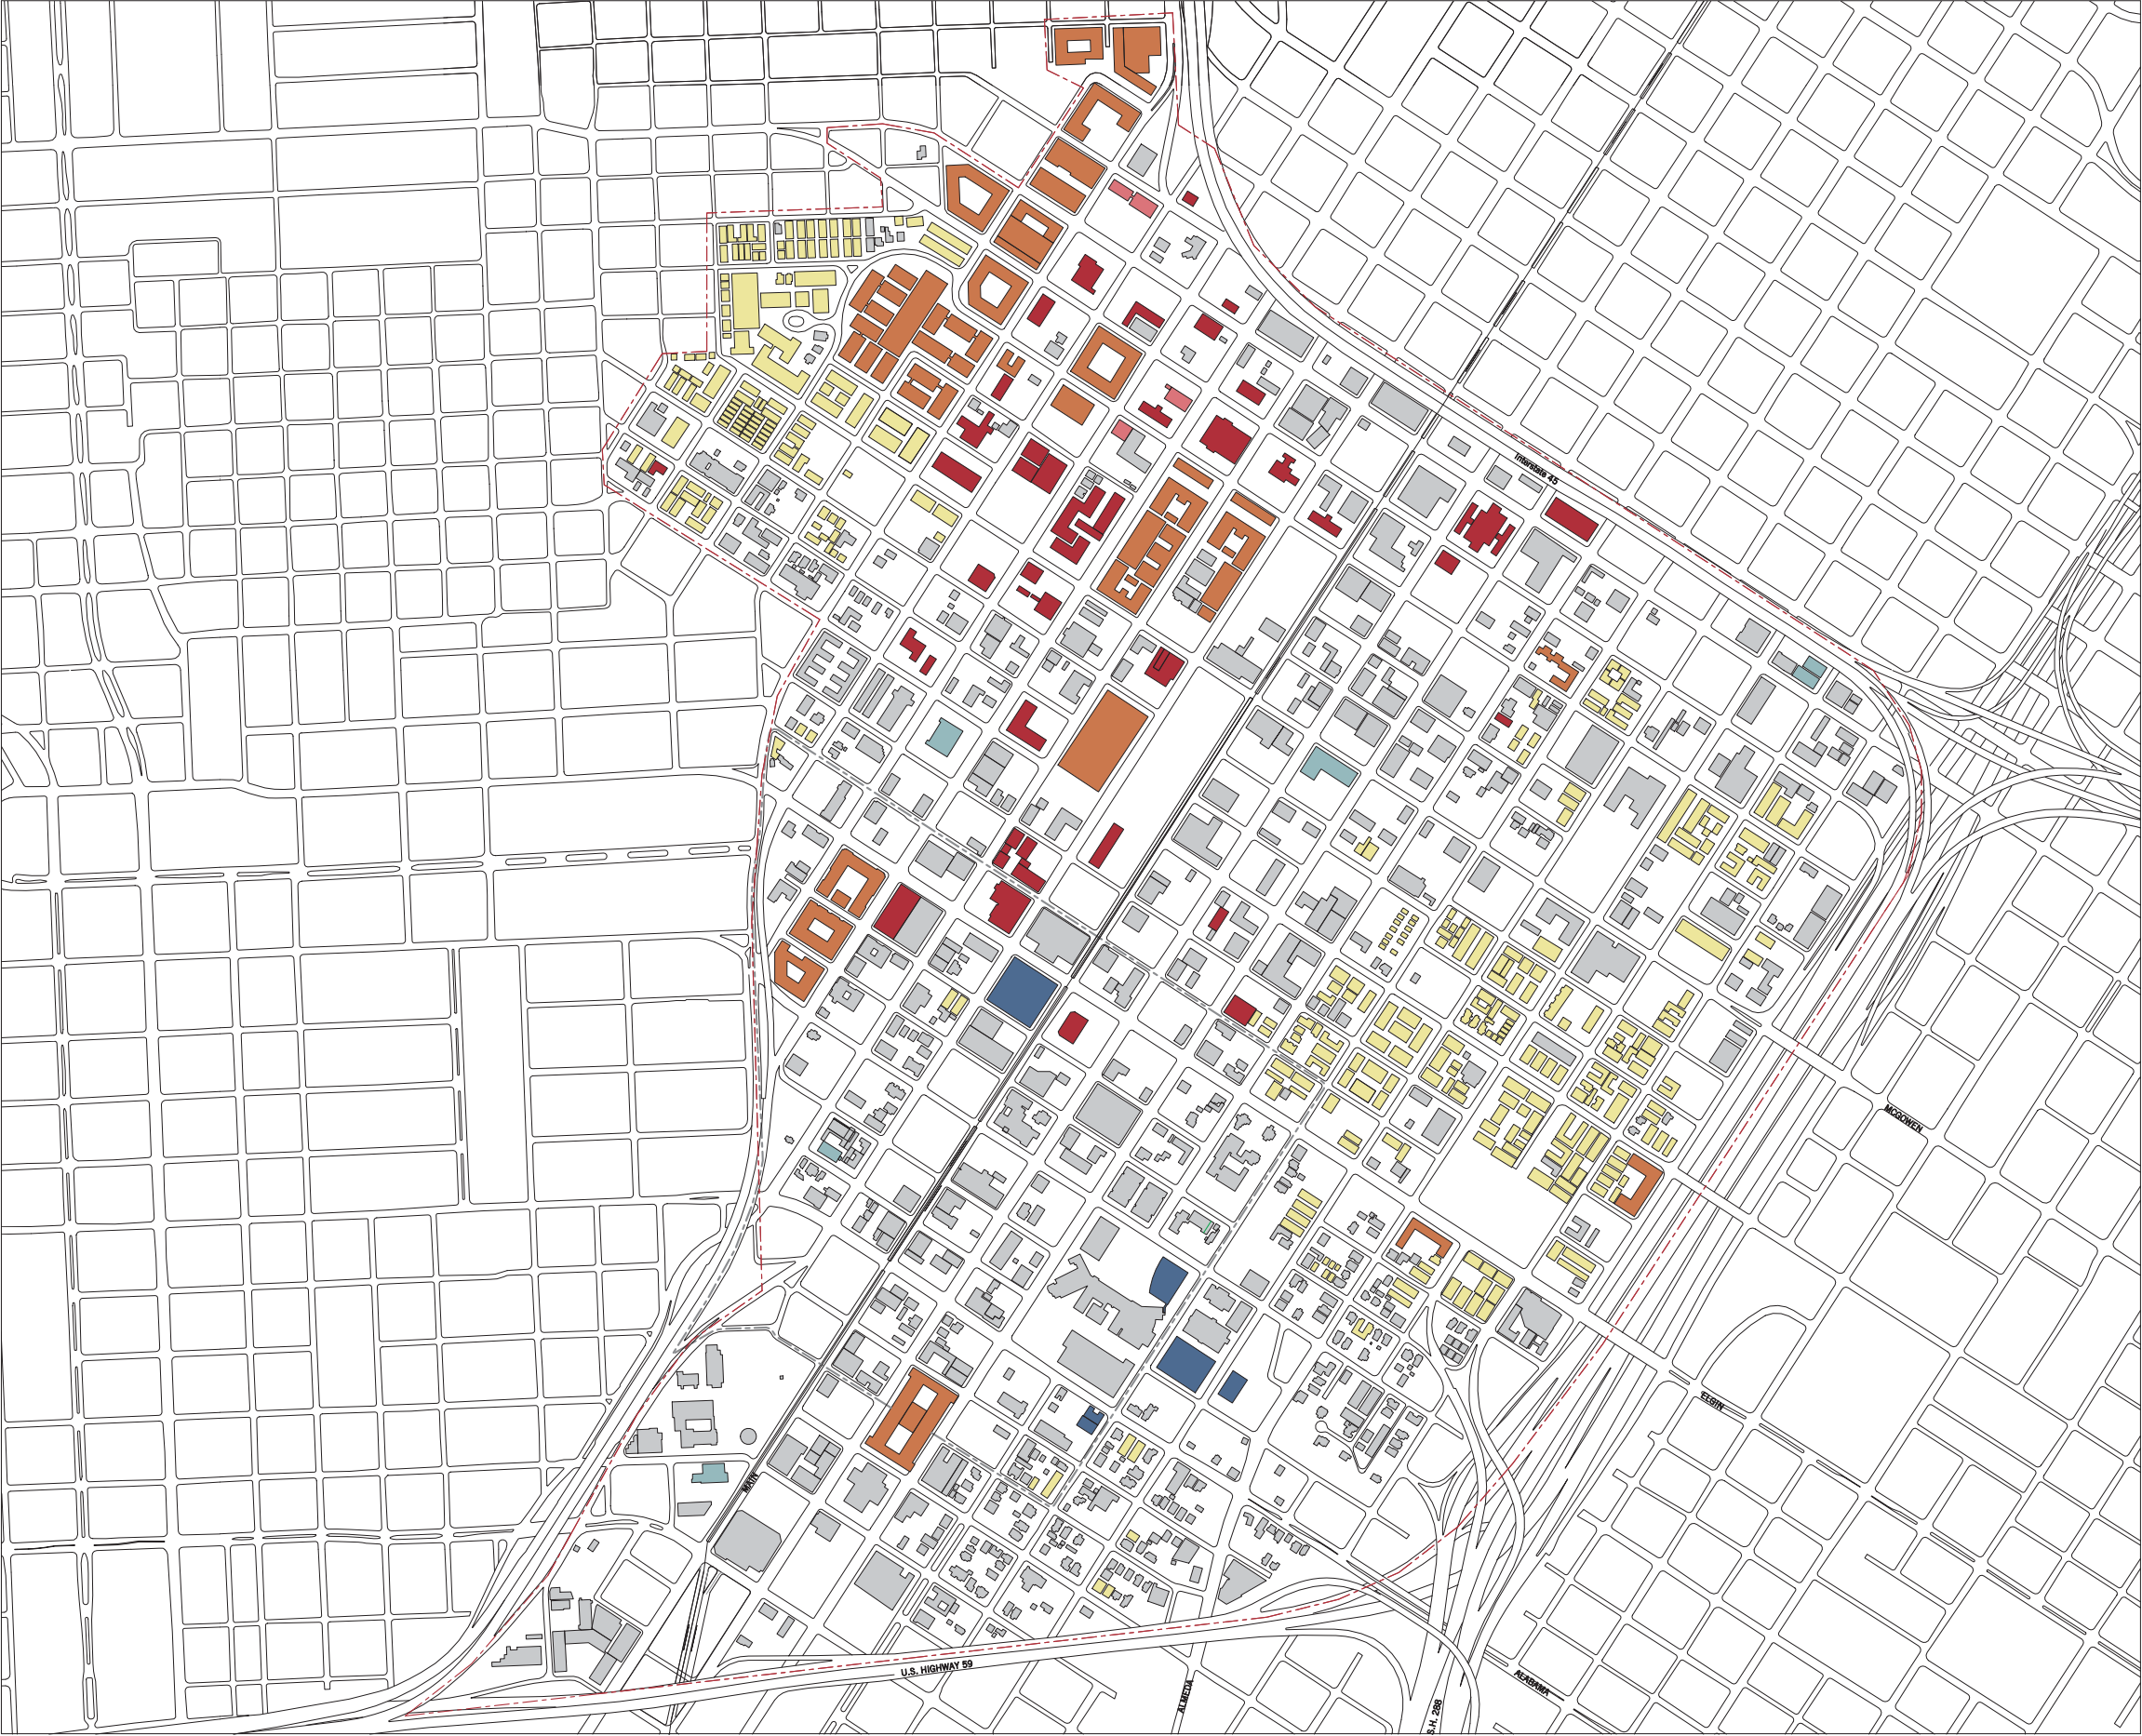 Interstate 45
MCGOWEN
ELGIN
MAIN
U.S. HIGHWAY 59
ALMEDA
S.H. 288
ALABAMA